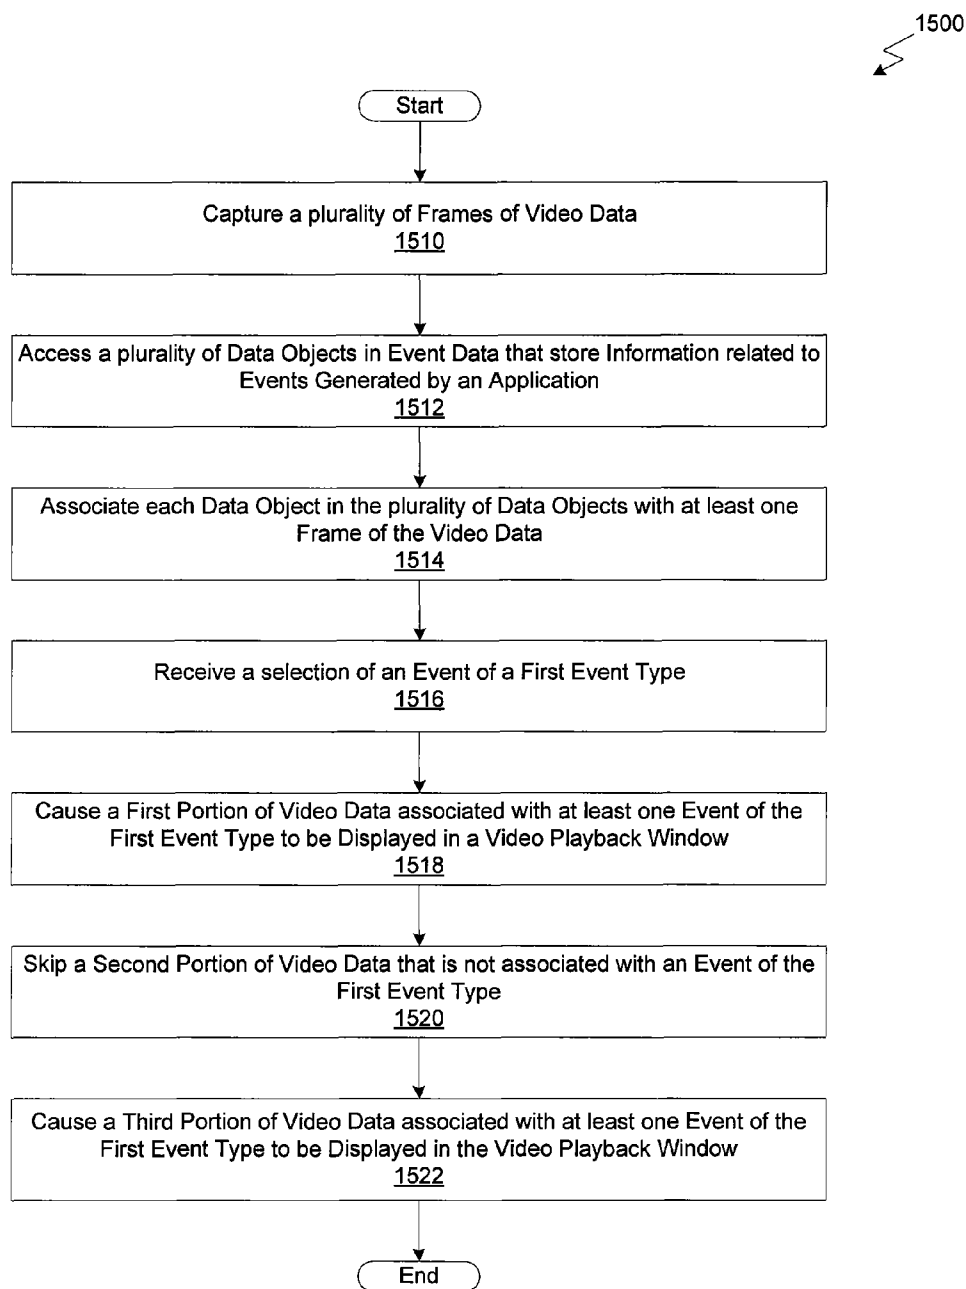 1500
Start
Capture a plurality of Frames of Video Data
1510
Access a plurality of Data Objects in Event Data that store Information related to
Events Generated by an Application
1512
Associate each Data Object in the plurality of Data Objects with at least one
Frame of the Video Data
1514
Receive a selection of an Event of a First Event Type
1516
Cause a First Portion of Video Data associated with at least one Event of the
First Event Type to be Displayed in a Video Playback Window
1518
Skip a Second Portion of Video Data that is not associated with an Event of the
First Event Type
1520
Cause a Third Portion of Video Data associated with at least one Event of the
First Event Type to be Displayed in the Video Playback Window
1522
End